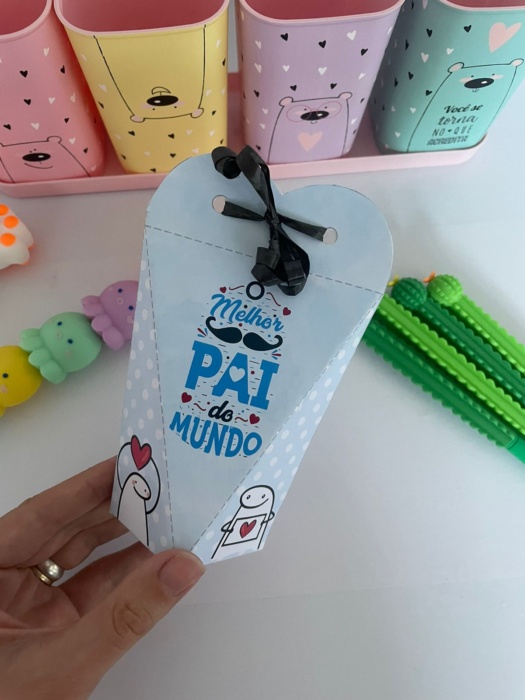 Você se
torna
NO QUE
ACREDITA
Melhor
PAI
do
MUNDO